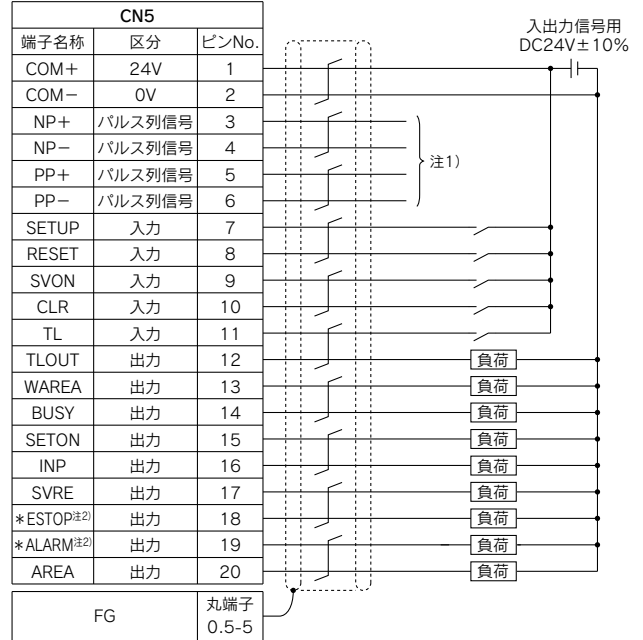 CN5
入出力信号用
DC24V±10%
端子名称 区分 ピンNo.
COM+ 24V 1
COM− 0V 2
NP+ パルス列信号 3
NP− パルス列信号 4
注1)
PP+ パルス列信号 5
PP− パルス列信号 6
SETUP 入力 7
RESET 入力 8
SVON 入力 9
CLR 入力 10
TL 入力 11
TLOUT 出力 12 負荷
WAREA 出力 13 負荷
BUSY 出力 14 負荷
SETON 出力 15 負荷
INP 出力 16 負荷
SVRE 出力 17 負荷
*ESTOP注2) 出力 18 負荷
*ALARM注2) 出力 19 負荷
AREA 出力 20 負荷
FG 丸端子
0.5-5